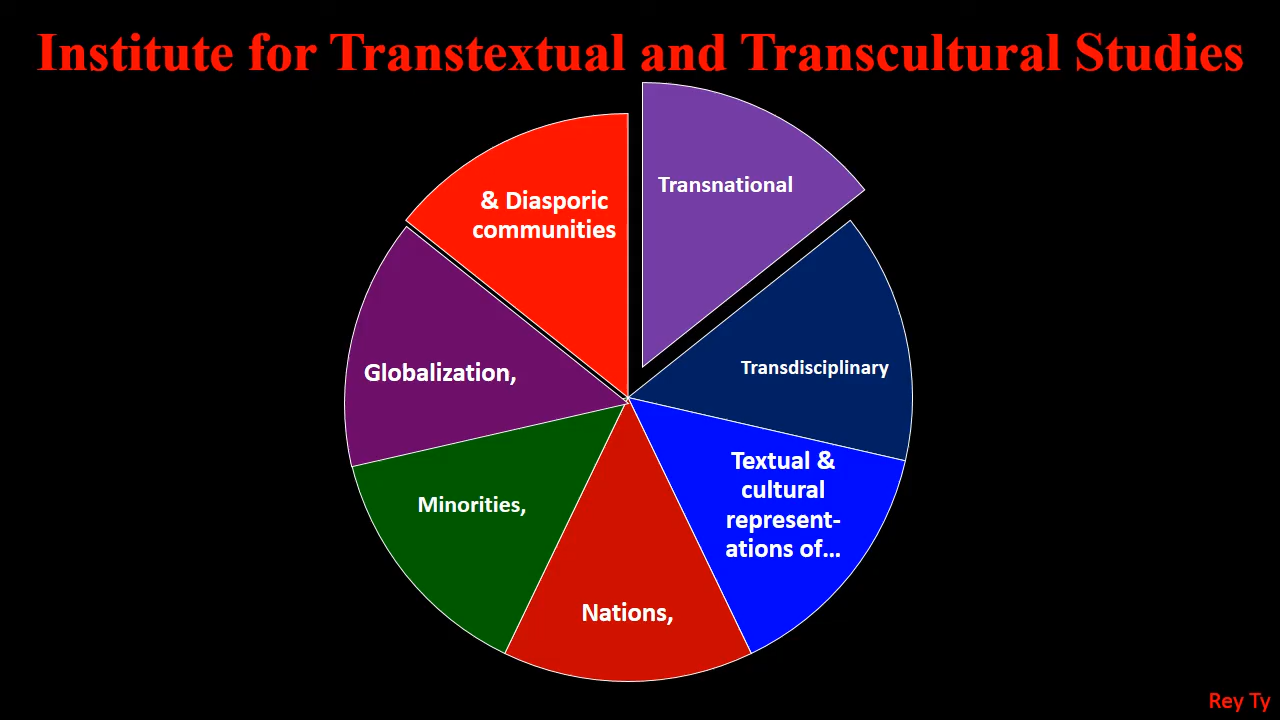 Institute for Transtextual and Transcultural Studies
Transnational
Transdisciplinary
Textual &
cultural
represent-
ations of...
Nations,
Minorities,
Globalization,
& Diasporic
communities
Rey Ty